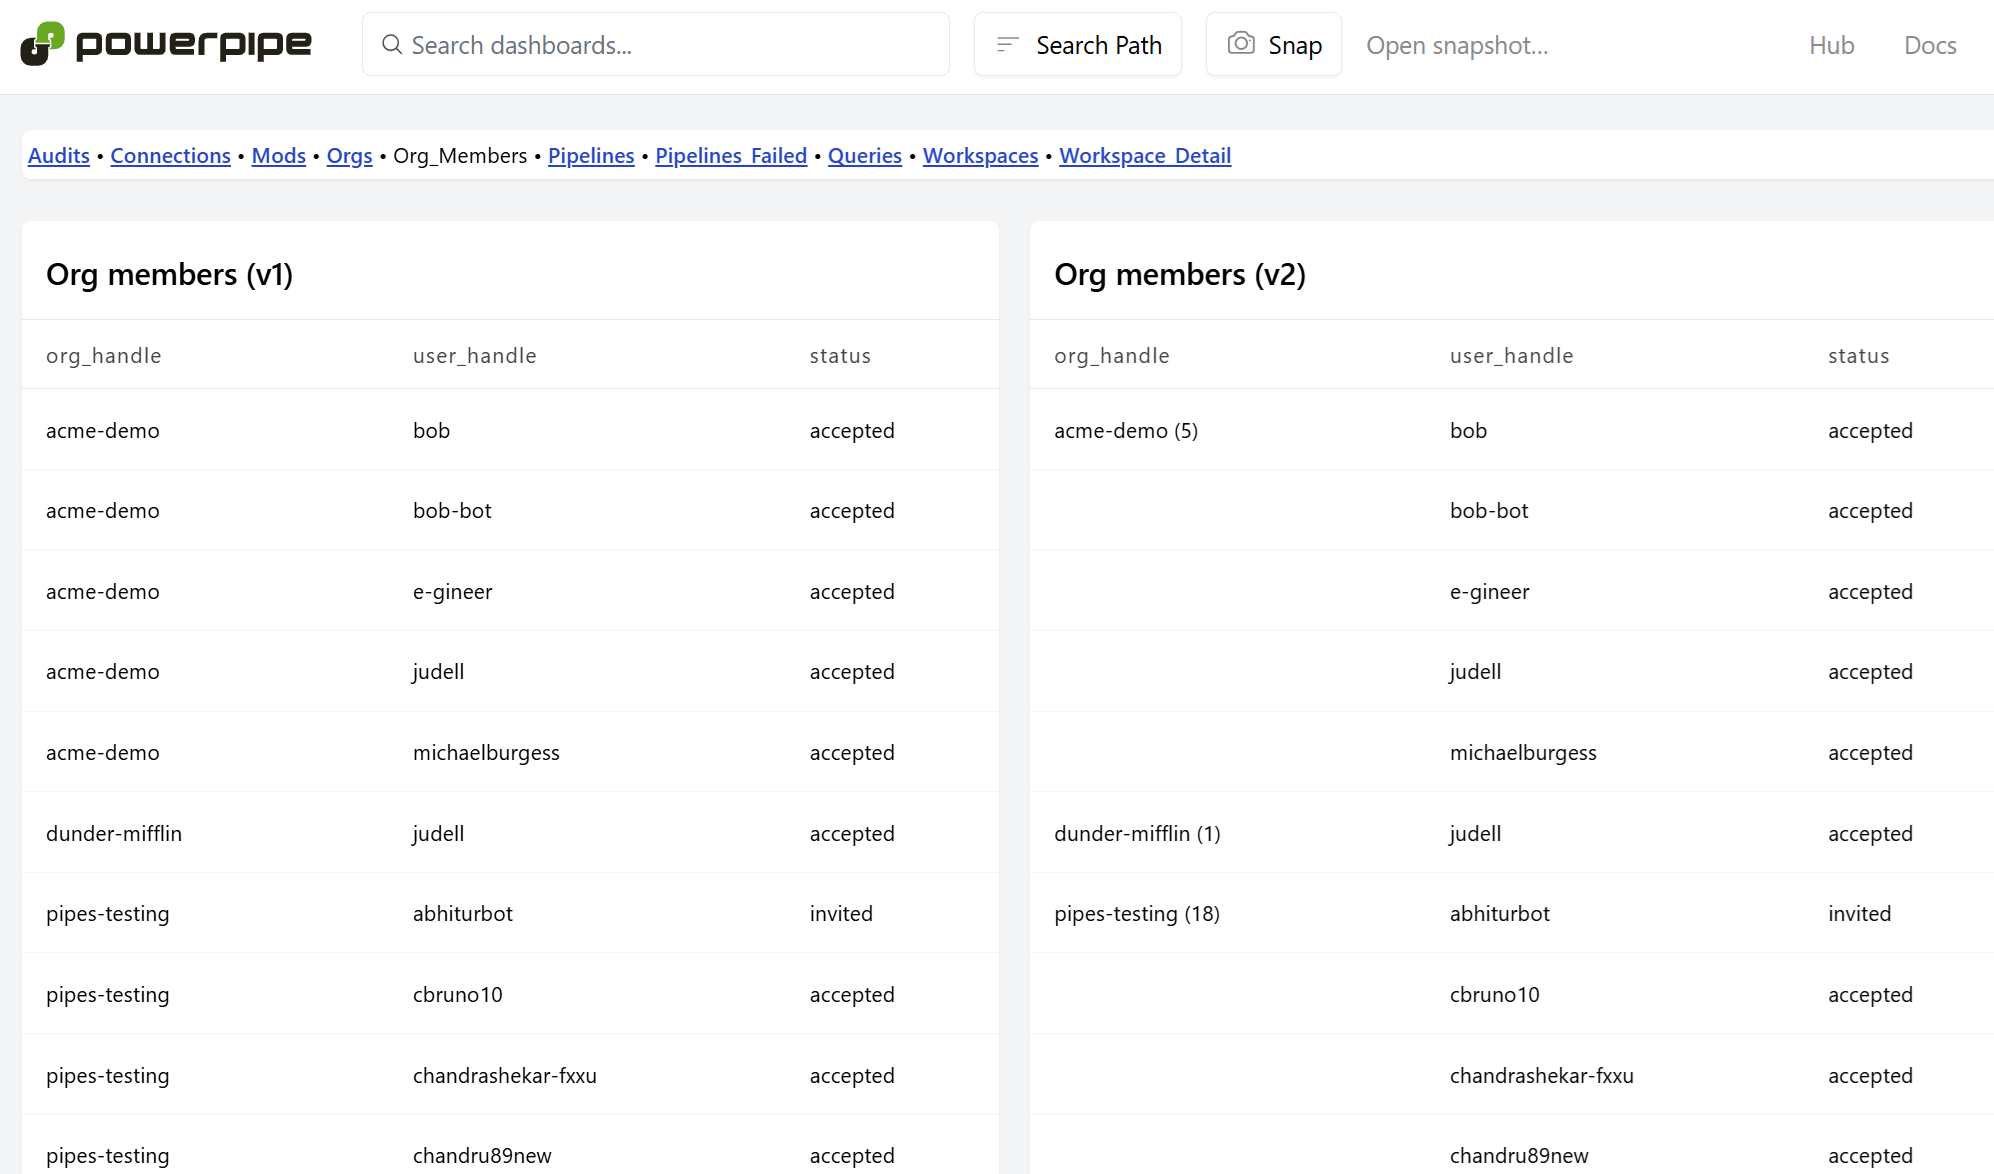 powerpipe Search dashboards... Search Path Snap Open snapshot... Hub Docs
Audits • Connections • Mods • Orgs • Org_Members • Pipelines • Pipelines_Failed • Queries • Workspaces • Workspace_Detail
Org members (v1)
org_handle user_handle status
acme-demo bob accepted
acme-demo bob-bot accepted
acme-demo e-gineer accepted
acme-demo judell accepted
acme-demo michaelburgess accepted
dunder-mifflin judell accepted
pipes-testing abhiturbot invited
pipes-testing cbruno10 accepted
pipes-testing chandrashekar-fxxu accepted
pipes-testing chandru89new accepted
Org members (v2)
org_handle user_handle status
acme-demo (5) bob accepted
bob-bot accepted
e-gineer accepted
judell accepted
michaelburgess accepted
dunder-mifflin (1) judell accepted
pipes-testing (18) abhiturbot invited
cbruno10 accepted
chandrashekar-fxxu accepted
chandru89new accepted